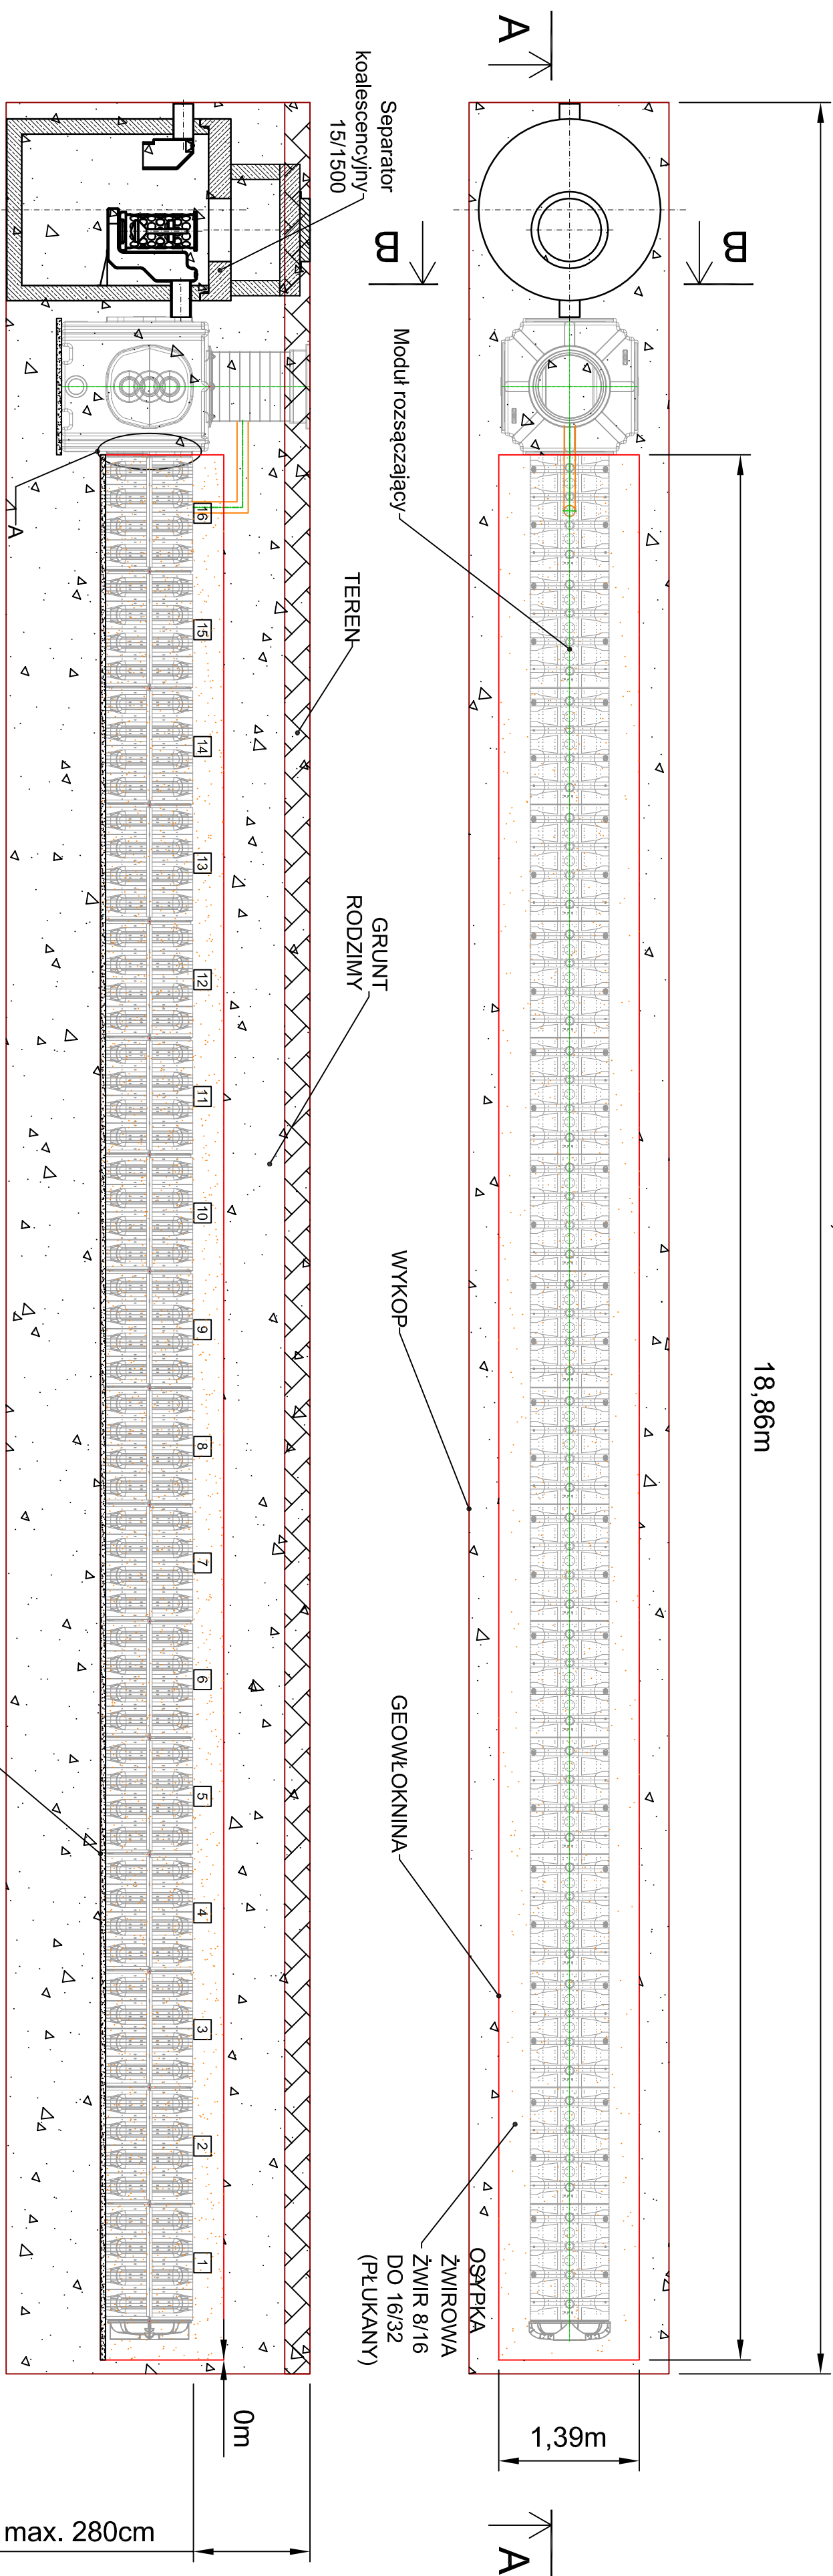 A
A
B
B
18,86m
1,39m
Separator
koalescencyjny
15/1500
Moduł rozsączający
WYKOP
GEOWŁOKNINA
OSYPKA
ŻWIROWA
ŻWIR 8/16
DO 16/32
(PŁUKANY)
TEREN
GRUNT
RODZIMY
A
16
15
14
13
12
11
10
9
8
7
6
5
4
3
2
1
0m
max. 280cm